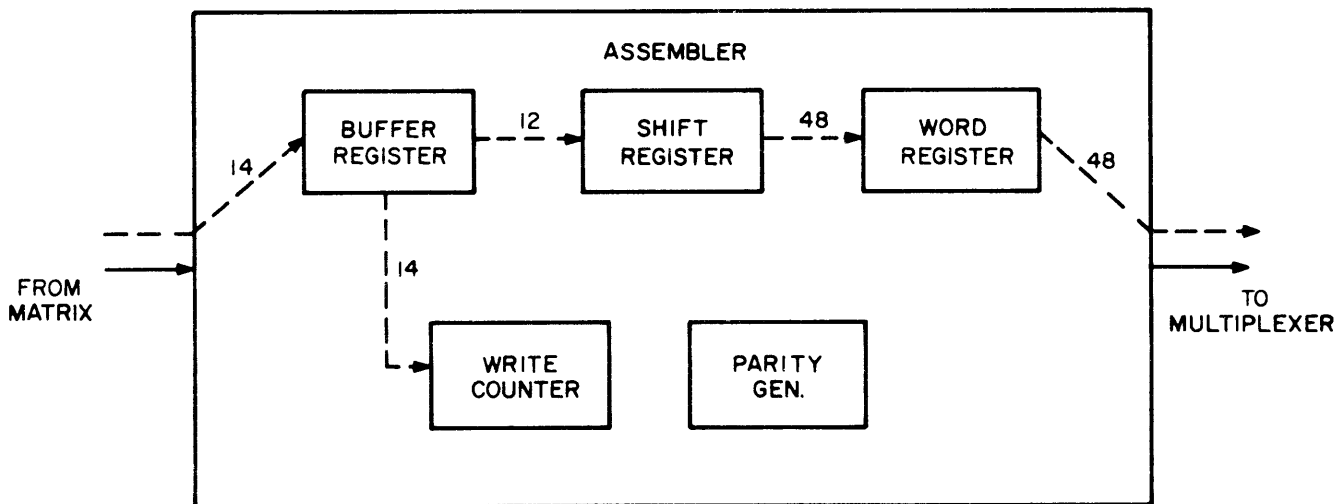 ASSEMBLER
BUFFER
REGISTER
12
SHIFT
REGISTER
48
WORD
REGISTER
14
48
14
FROM
MATRIX
TO
MULTIPLEXER
WRITE
COUNTER
PARITY
GEN.